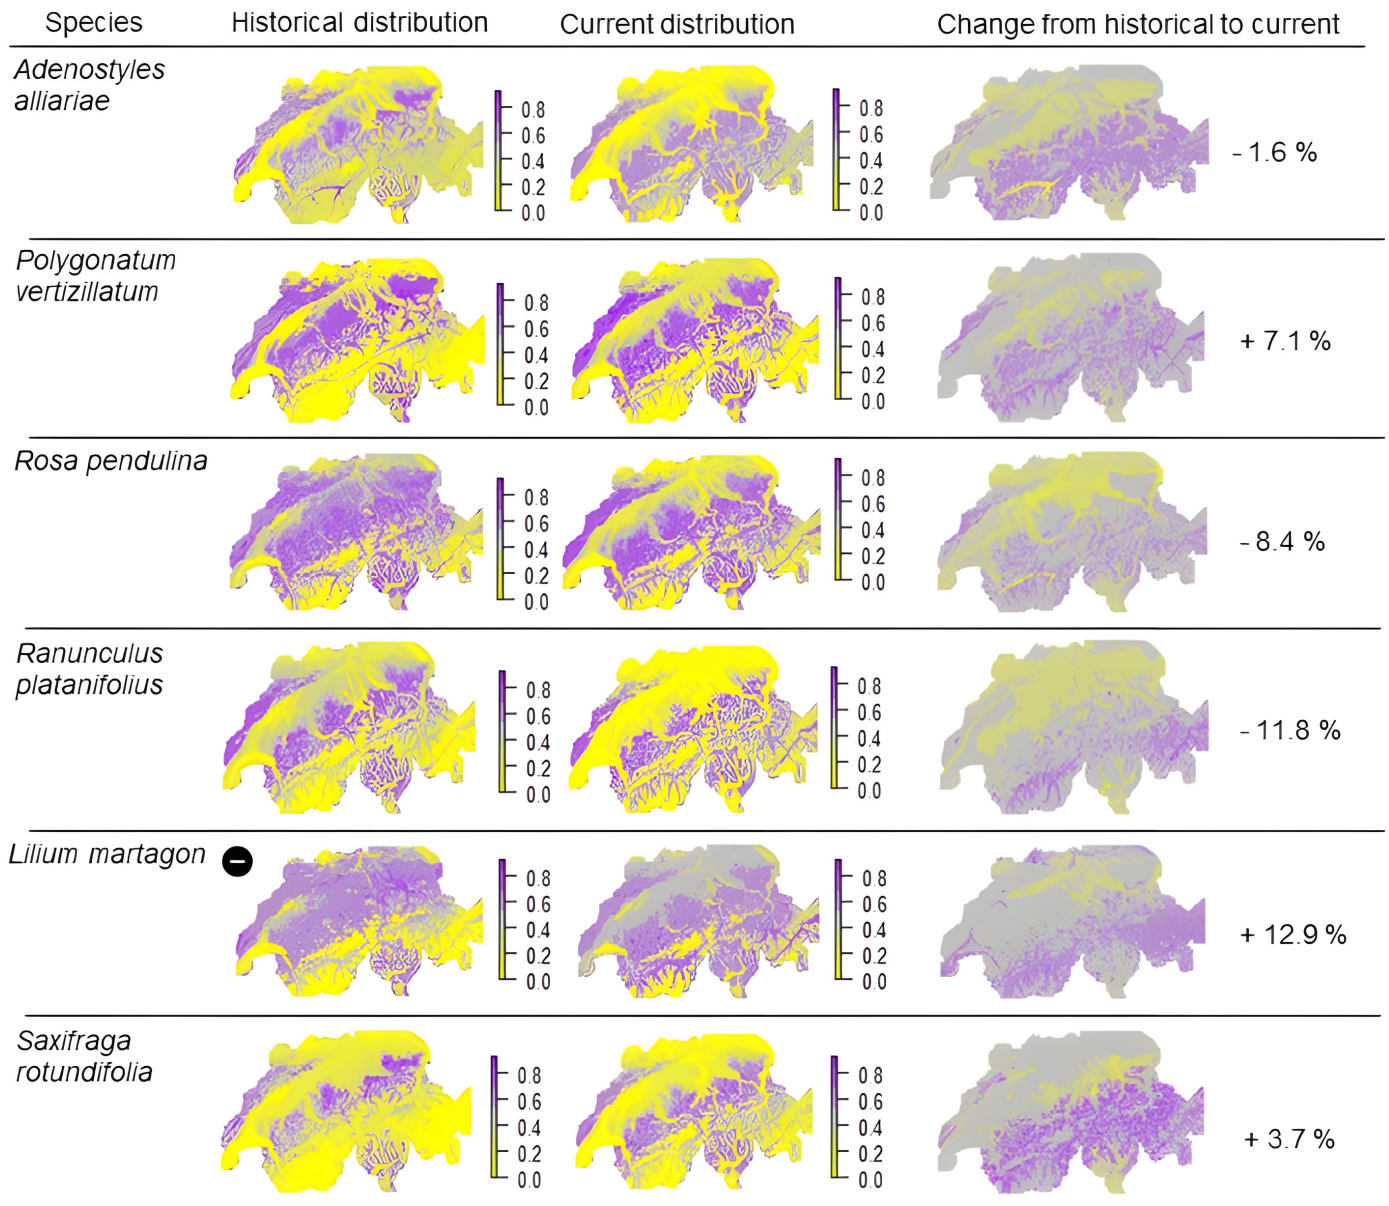 Species Historical distribution Current distribution Change from historical to current
Adenostyles
alliariae
0.8 0.6 0.4 0.2 0.0
0.8 0.6 0.4 0.2 0.0
- 1.6 %
Polygonatum
vertizillatum
0.8 0.6 0.4 0.2 0.0
0.8 0.6 0.4 0.2 0.0
+ 7.1 %
Rosa pendulina
0.8 0.6 0.4 0.2 0.0
0.8 0.6 0.4 0.2 0.0
- 8.4 %
Ranunculus
platanifolius
0.8 0.6 0.4 0.2 0.0
0.8 0.6 0.4 0.2 0.0
- 11.8 %
Lilium martagon
0.8 0.6 0.4 0.2 0.0
0.8 0.6 0.4 0.2 0.0
+ 12.9 %
Saxifraga
rotundifolia
0.8 0.6 0.4 0.2 0.0
0.8 0.6 0.4 0.2 0.0
+ 3.7 %